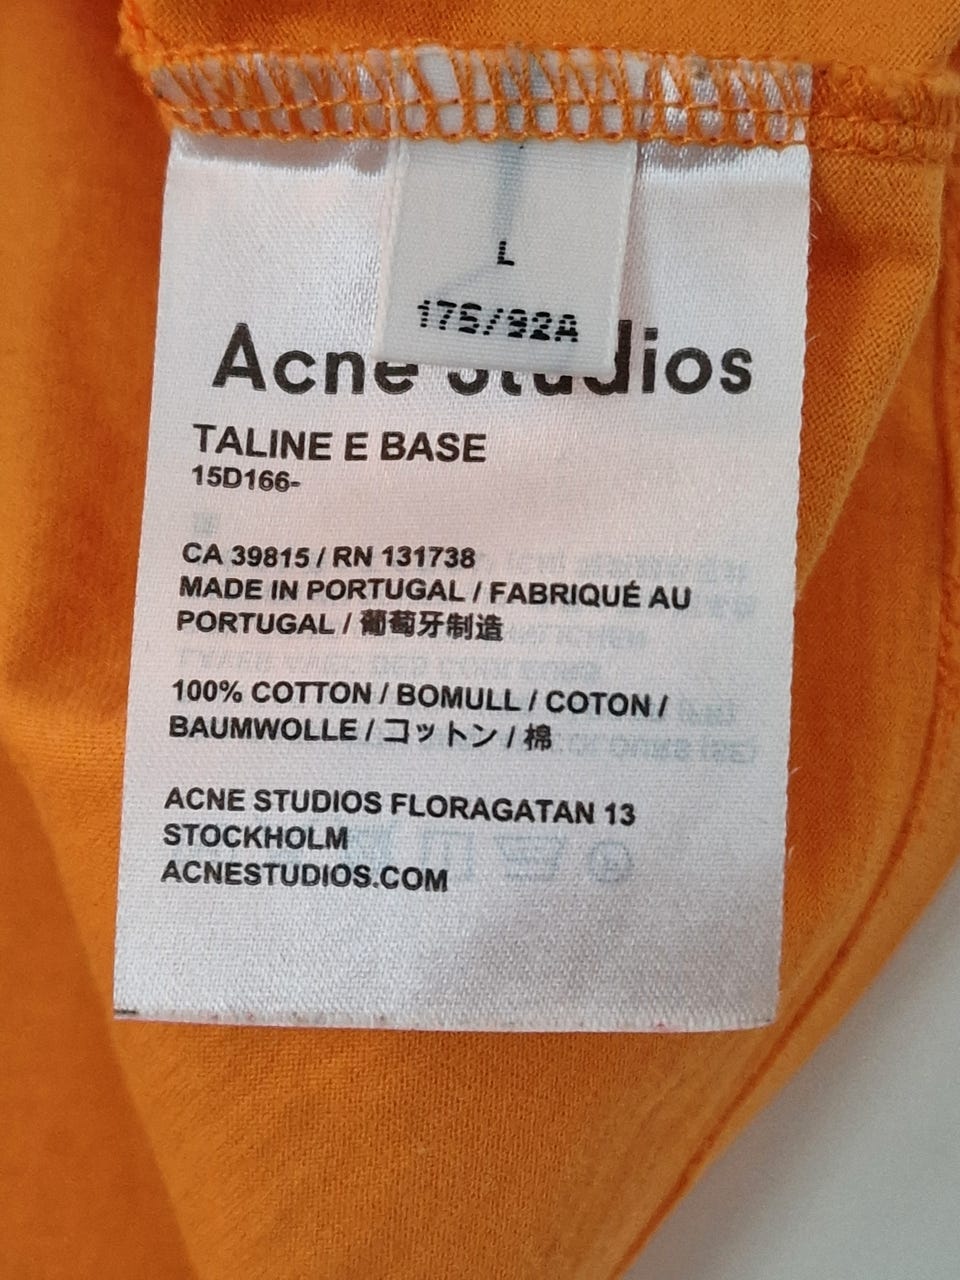 L
175/92A
Acne Studios
TALINE E BASE
15D166-
CA 39815 / RN 131738
MADE IN PORTUGAL / FABRIQUÉ AU
PORTUGAL / 葡萄牙制造
100% COTTON / BOMULL / COTON /
BAUMWOLLE / コットン / 棉
ACNE STUDIOS FLORAGATAN 13
STOCKHOLM
ACNESTUDIOS.COM